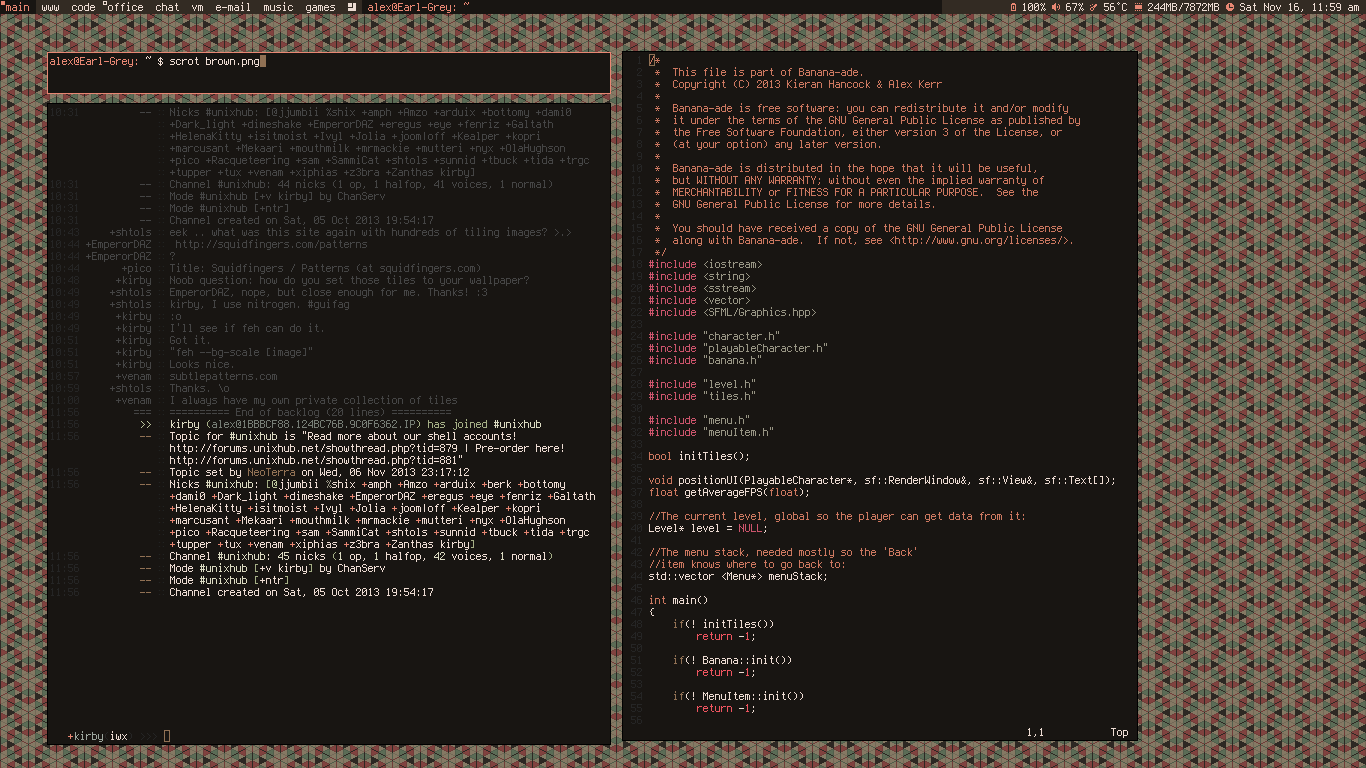 main www code office chat vm e-mail music games alex@Earl-Grey: ~ 100% 67% 56°C 244MB/7872MB Sat Nov 16, 11:59 am
alex@Earl-Grey: ~ $ scrot brown.png
10:31 -- Nicks #unixhub: [@jjumbii %shix +amph +Amzo +arduix +bottomy +dami0
+Dark_light +dimeshake +EmperorDAZ +eregus +eye +fenriz +Galtath
+HelenaKitty +isitmoist +Ivyl +Jolia +joom|off +Kealper +kopri
+marcusant +Mekaari +mouthmilk +mrmackie +mutteri +nyx +OlaHughson
+pico +Racqueteering +sam +SammiCat +shtols +sunnid +tbuck +tida +trgc
+tupper +tux +venam +xiphias +z3bra +Zanthas kirby]
10:31 -- Channel #unixhub: 44 nicks (1 op, 1 halfop, 41 voices, 1 normal)
10:31 -- Mode #unixhub [+v kirby] by ChanServ
10:31 -- Mode #unixhub [+ntr]
10:31 -- Channel created on Sat, 05 Oct 2013 19:54:17
10:43 +shtols eek .. what was this site again with hundreds of tiling images? >.>
10:44 +EmperorDAZ http://squidfingers.com/patterns
10:44 +EmperorDAZ ?
10:44 +pico Title: Squidfingers / Patterns (at squidfingers.com)
10:46 +kirby Noob question: how do you set those tiles to your wallpaper?
10:49 +shtols EmperorDAZ, nope, but close enough for me. Thanks! :3
10:49 +shtols kirby, I use nitrogen. #guifag
10:49 +kirby :o
10:49 +kirby I'll see if feh can do it.
10:51 +kirby Got it.
10:51 +kirby "feh --bg-scale [image]"
10:51 +kirby Looks nice.
10:57 +venam subtlepatterns.com
10:59 +shtols Thanks. \o
11:00 +venam I always have my own private collection of tiles
11:56 === ========== End of backlog (20 lines) ==========
11:56 >> kirby (alex@1BBBCF88.124BC76B.9C0F6362.IP) has joined #unixhub
11:56 -- Topic for #unixhub is "Read more about our shell accounts!
http://forums.unixhub.net/showthread.php?tid=879 | Pre-order here!
http://forums.unixhub.net/showthread.php?tid=881"
11:56 -- Topic set by NeoTerra on Wed, 06 Nov 2013 23:17:12
11:56 -- Nicks #unixhub: [@jjumbii %shix +amph +Amzo +arduix +berk +bottomy
+dami0 +Dark_light +dimeshake +EmperorDAZ +eregus +eye +fenriz +Galtath
+HelenaKitty +isitmoist +Ivyl +Jolia +joom|off +Kealper +kopri
+marcusant +Mekaari +mouthmilk +mrmackie +mutteri +nyx +OlaHughson
+pico +Racqueteering +sam +SammiCat +shtols +sunnid +tbuck +tida +trgc
+tupper +tux +venam +xiphias +z3bra +Zanthas kirby]
11:56 -- Channel #unixhub: 45 nicks (1 op, 1 halfop, 42 voices, 1 normal)
11:56 -- Mode #unixhub [+v kirby] by ChanServ
11:56 -- Mode #unixhub [+ntr]
11:56 -- Channel created on Sat, 05 Oct 2013 19:54:17
+kirby iwx >>>
1 /*
2 * This file is part of Banana-ade.
3 * Copyright (C) 2013 Kieran Hancock & Alex Kerr
4 *
5 * Banana-ade is free software: you can redistribute it and/or modify
6 * it under the terms of the GNU General Public License as published by
7 * the Free Software Foundation, either version 3 of the License, or
8 * (at your option) any later version.
9 *
10 * Banana-ade is distributed in the hope that it will be useful,
11 * but WITHOUT ANY WARRANTY; without even the implied warranty of
12 * MERCHANTABILITY or FITNESS FOR A PARTICULAR PURPOSE. See the
13 * GNU General Public License for more details.
14 *
15 * You should have received a copy of the GNU General Public License
16 * along with Banana-ade. If not, see <http://www.gnu.org/licenses/>.
17 */
18 #include <iostream>
19 #include <string>
20 #include <sstream>
21 #include <vector>
22 #include <SFML/Graphics.hpp>
23
24 #include "character.h"
25 #include "playableCharacter.h"
26 #include "banana.h"
27
28 #include "level.h"
29 #include "tiles.h"
30
31 #include "menu.h"
32 #include "menuItem.h"
33
34 bool initTiles();
35
36 void positionUI(PlayableCharacter*, sf::RenderWindow&, sf::View&, sf::Text[]);
37 float getAverageFPS(float);
38
39 //The current level, global so the player can get data from it:
40 Level* level = NULL;
41
42 //The menu stack, needed mostly so the 'Back'
43 //item knows where to go back to:
44 std::vector <Menu*> menuStack;
45
46 int main()
47 {
48 if(! initTiles())
49 return -1;
50
51 if(! Banana::init())
52 return -1;
53
54 if(! MenuItem::init())
55 return -1;
56
1,1 Top